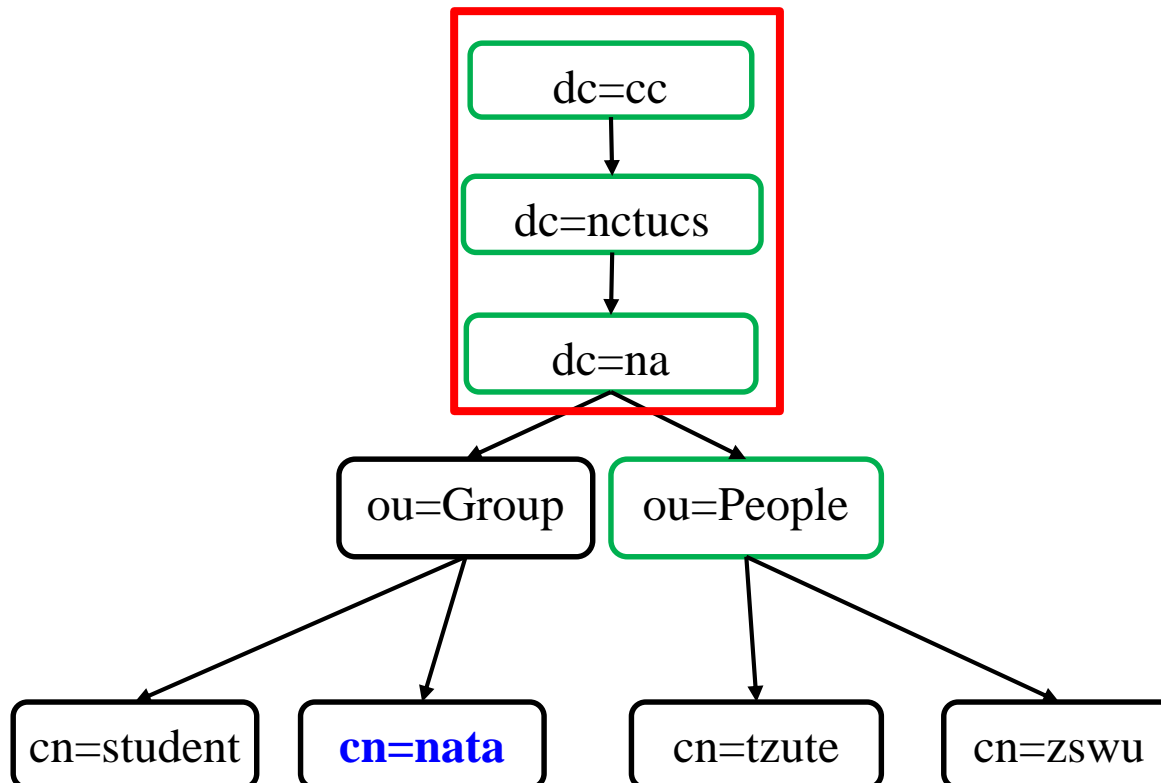 dc=cc
dc=nctucs
dc=na
ou=Group
ou=People
cn=student
cn=nata
cn=tzute
cn=zswu